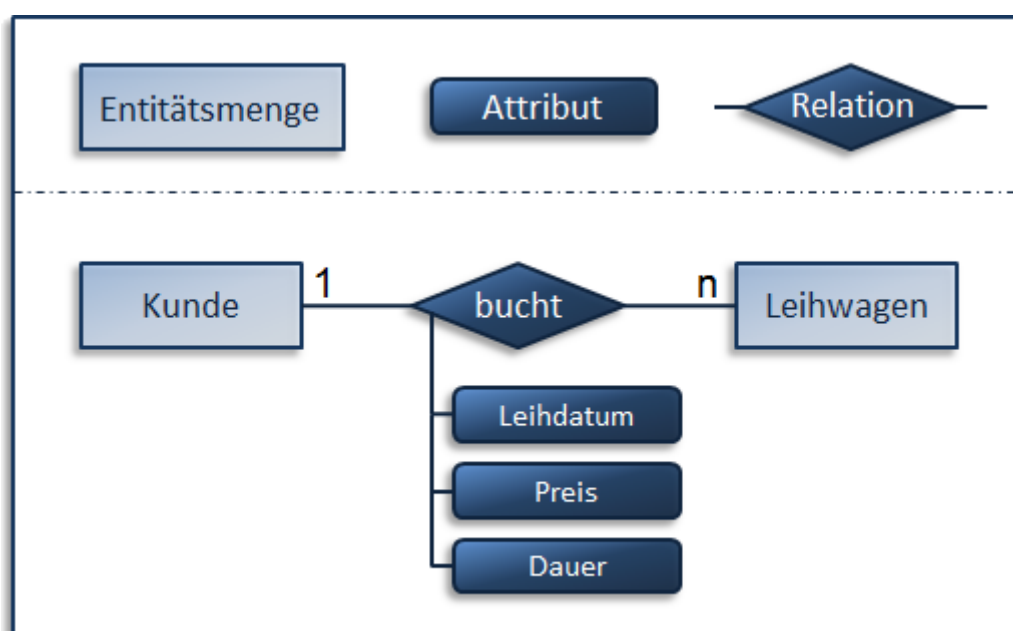 Entitätsmenge
Attribut
Relation
Kunde
1
bucht
n
Leihwagen
Leihdatum
Preis
Dauer